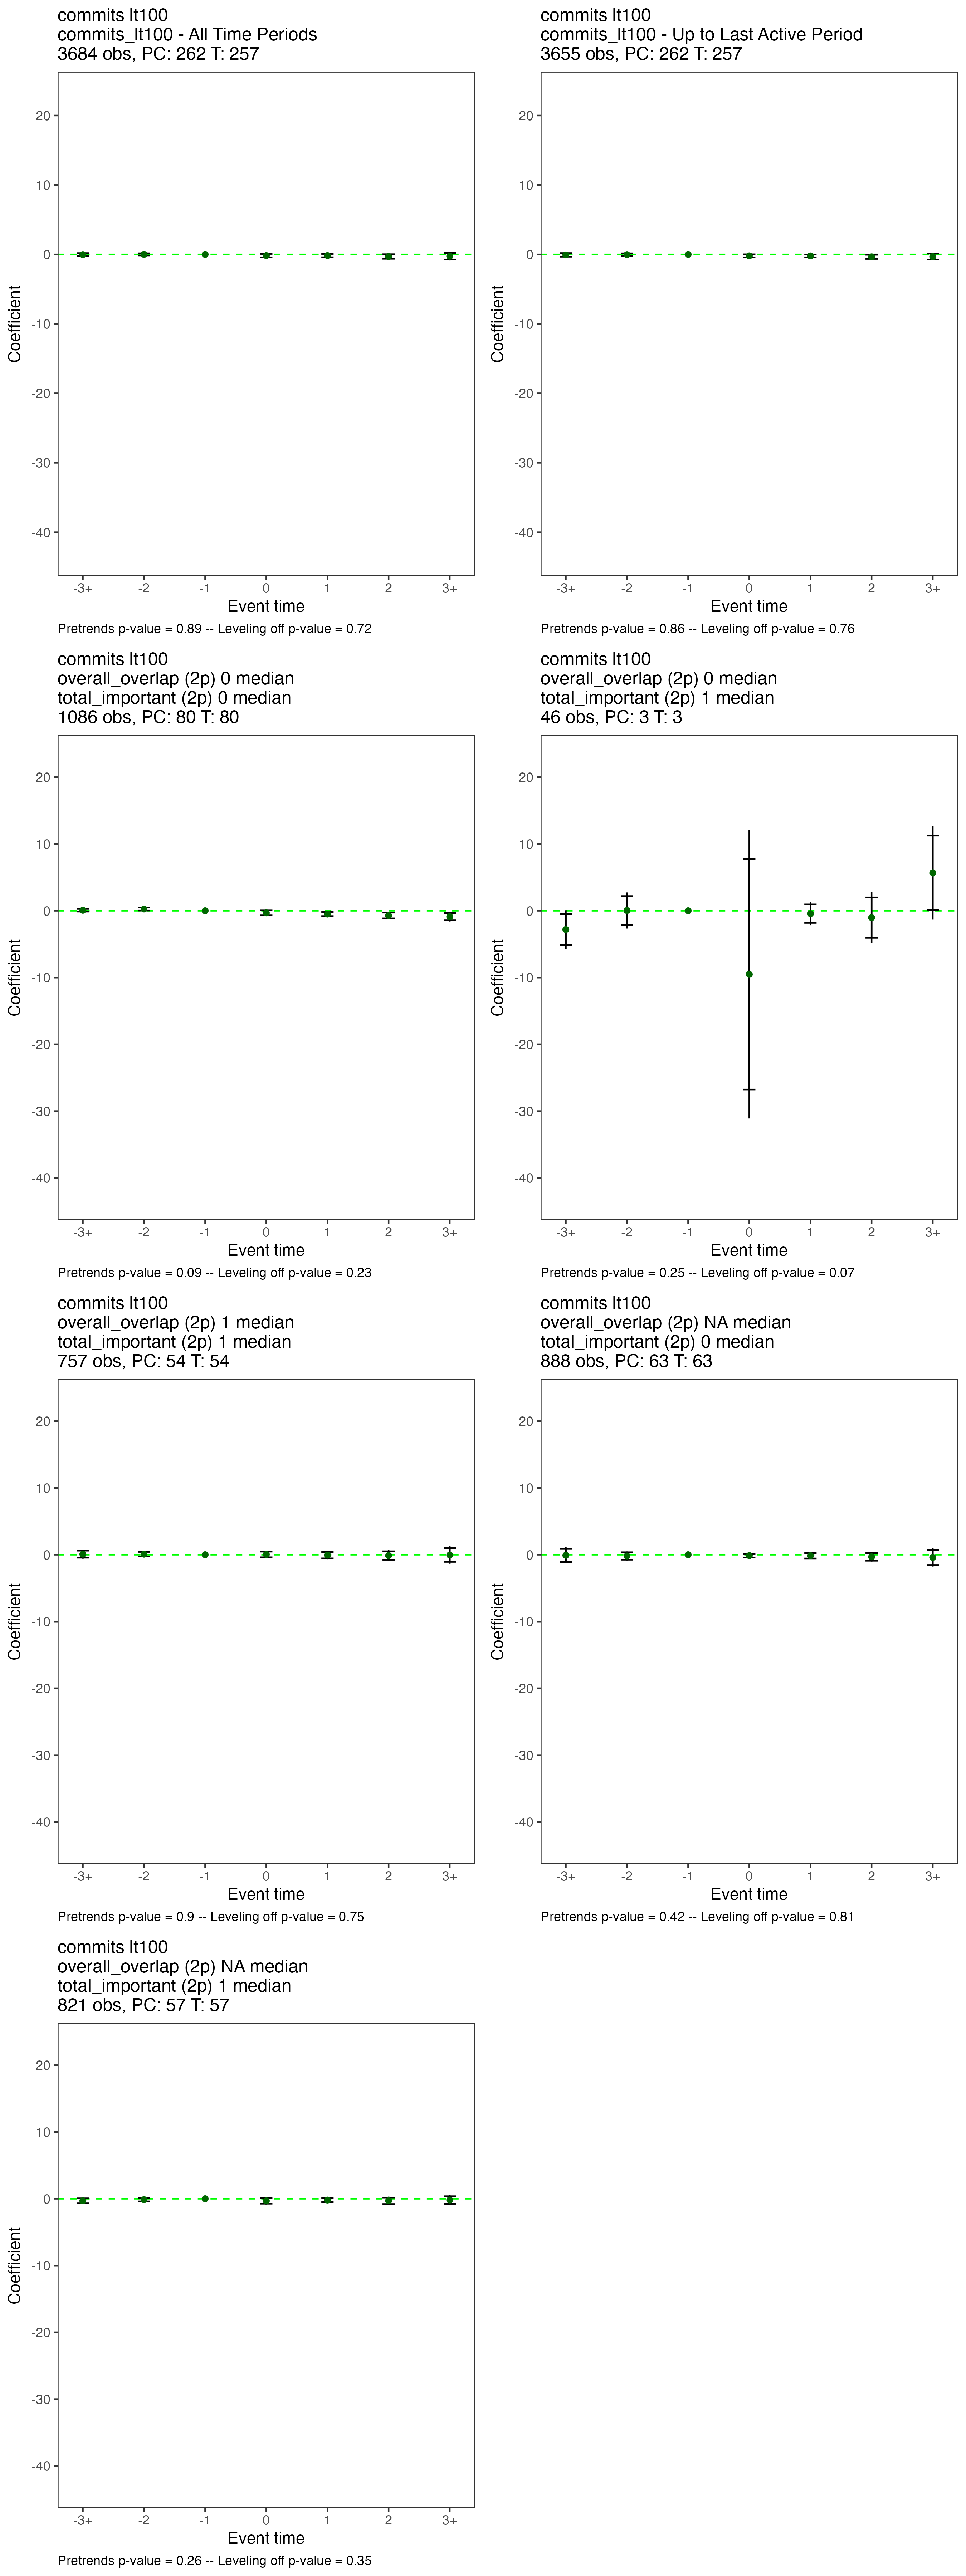 commits lt100
commits_lt100 - All Time Periods
3684 obs, PC: 262 T: 257
20
10
0
-10
-20
-30
-40
Coefficient
-3+ -2 -1 0 1 2 3+
Event time
Pretrends p-value = 0.89 -- Leveling off p-value = 0.72
commits lt100
commits_lt100 - Up to Last Active Period
3655 obs, PC: 262 T: 257
20
10
0
-10
-20
-30
-40
Coefficient
-3+ -2 -1 0 1 2 3+
Event time
Pretrends p-value = 0.86 -- Leveling off p-value = 0.76
commits lt100
overall_overlap (2p) 0 median
total_important (2p) 0 median
1086 obs, PC: 80 T: 80
20
10
0
-10
-20
-30
-40
Coefficient
-3+ -2 -1 0 1 2 3+
Event time
Pretrends p-value = 0.09 -- Leveling off p-value = 0.23
commits lt100
overall_overlap (2p) 0 median
total_important (2p) 1 median
46 obs, PC: 3 T: 3
20
10
0
-10
-20
-30
-40
Coefficient
-3+ -2 -1 0 1 2 3+
Event time
Pretrends p-value = 0.25 -- Leveling off p-value = 0.07
commits lt100
overall_overlap (2p) 1 median
total_important (2p) 1 median
757 obs, PC: 54 T: 54
20
10
0
-10
-20
-30
-40
Coefficient
-3+ -2 -1 0 1 2 3+
Event time
Pretrends p-value = 0.9 -- Leveling off p-value = 0.75
commits lt100
overall_overlap (2p) NA median
total_important (2p) 0 median
888 obs, PC: 63 T: 63
20
10
0
-10
-20
-30
-40
Coefficient
-3+ -2 -1 0 1 2 3+
Event time
Pretrends p-value = 0.42 -- Leveling off p-value = 0.81
commits lt100
overall_overlap (2p) NA median
total_important (2p) 1 median
821 obs, PC: 57 T: 57
20
10
0
-10
-20
-30
-40
Coefficient
-3+ -2 -1 0 1 2 3+
Event time
Pretrends p-value = 0.26 -- Leveling off p-value = 0.35